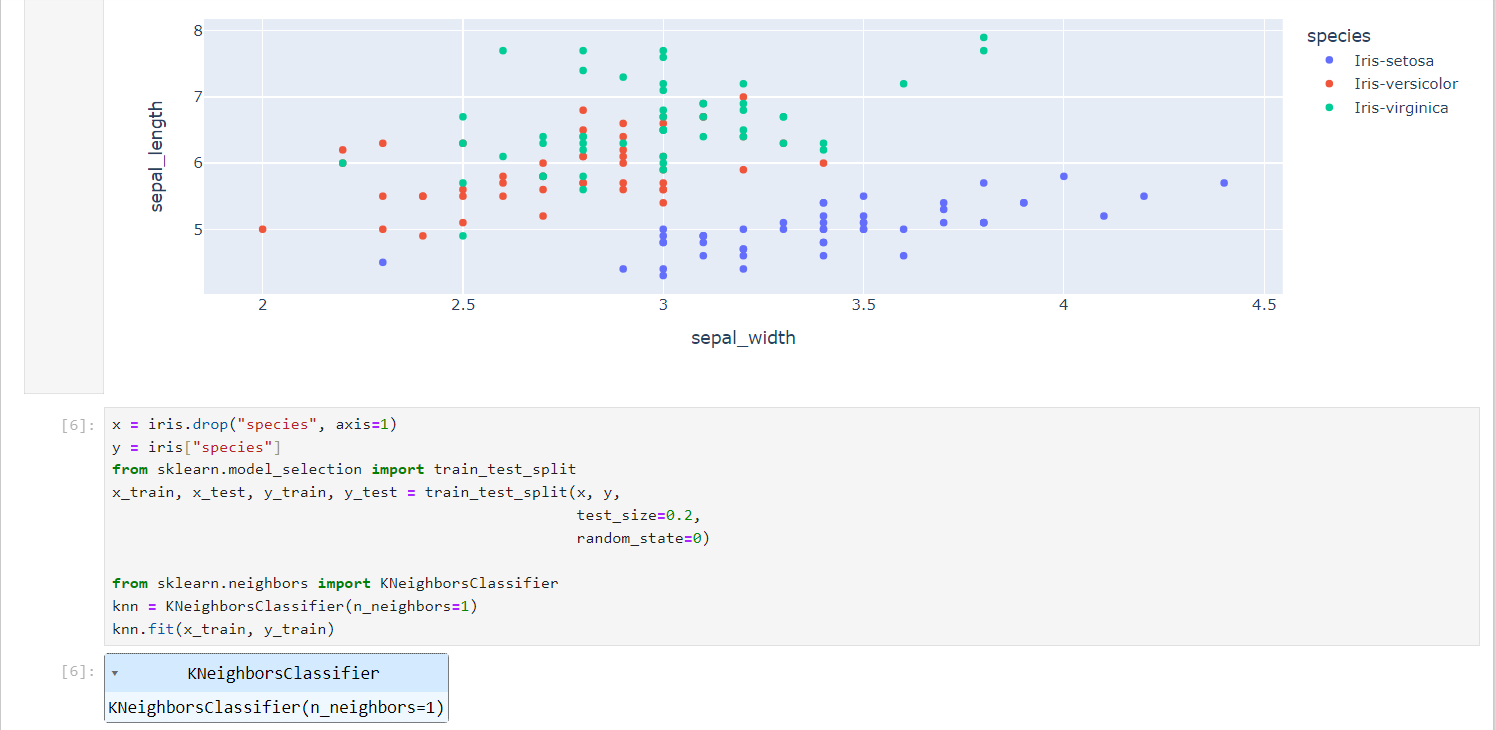 8
7
6
5
sepal_length
2 2.5 3 3.5 4 4.5
sepal_width
species
Iris-setosa
Iris-versicolor
Iris-virginica
[6]:
x = iris.drop("species", axis=1)
y = iris["species"]
from sklearn.model_selection import train_test_split
x_train, x_test, y_train, y_test = train_test_split(x, y,
                                                    test_size=0.2,
                                                    random_state=0)
from sklearn.neighbors import KNeighborsClassifier
knn = KNeighborsClassifier(n_neighbors=1)
knn.fit(x_train, y_train)
[6]:
▾ KNeighborsClassifier
KNeighborsClassifier(n_neighbors=1)